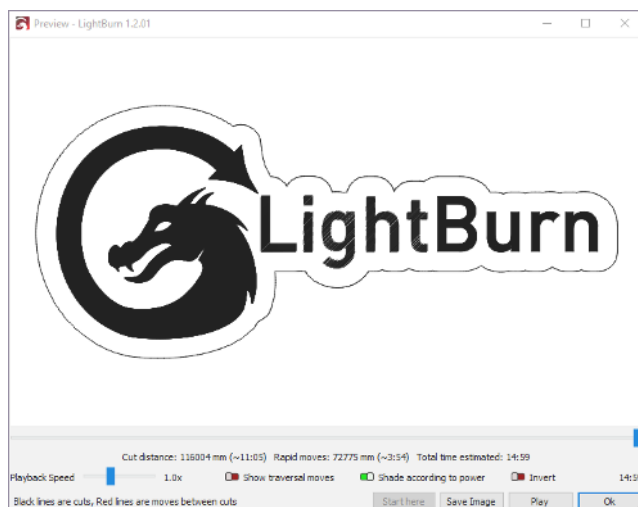 Preview - LightBurn 1.2.01
LightBurn
Cut distance: 116004 mm (~11:05) Rapid moves: 72775 mm (~3:54) Total time estimated: 14:59
Playback Speed 1.0x Show traversal moves Shade according to power Invert 14:59
Black lines are cuts, Red lines are moves between cuts Start here Save Image Play Ok